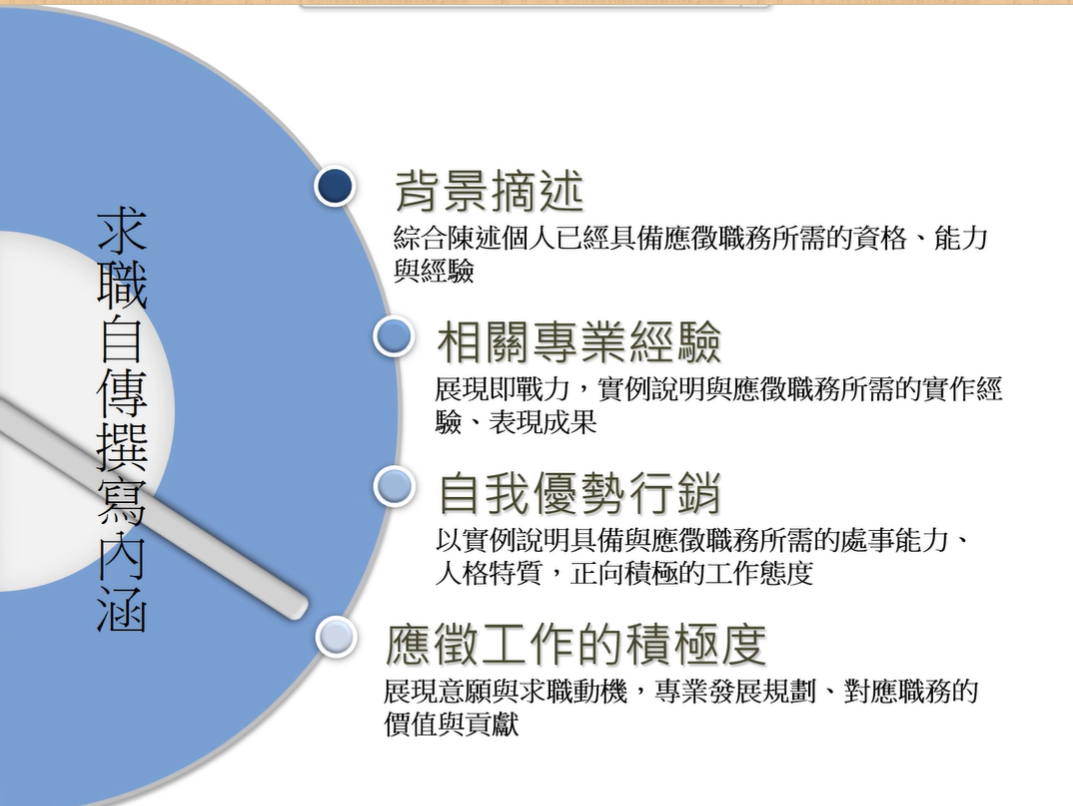 求職自傳撰寫內涵
背景摘述
綜合陳述個人已經具備應徵職務所需的資格、能力
與經驗
相關專業經驗
展現即戰力，實例說明與應徵職務所需的實作經
驗、表現成果
自我優勢行銷
以實例說明具備與應徵職務所需的處事能力、
人格特質，正向積極的工作態度
應徵工作的積極度
展現意願與求職動機，專業發展規劃、對應職務的
價值與貢獻